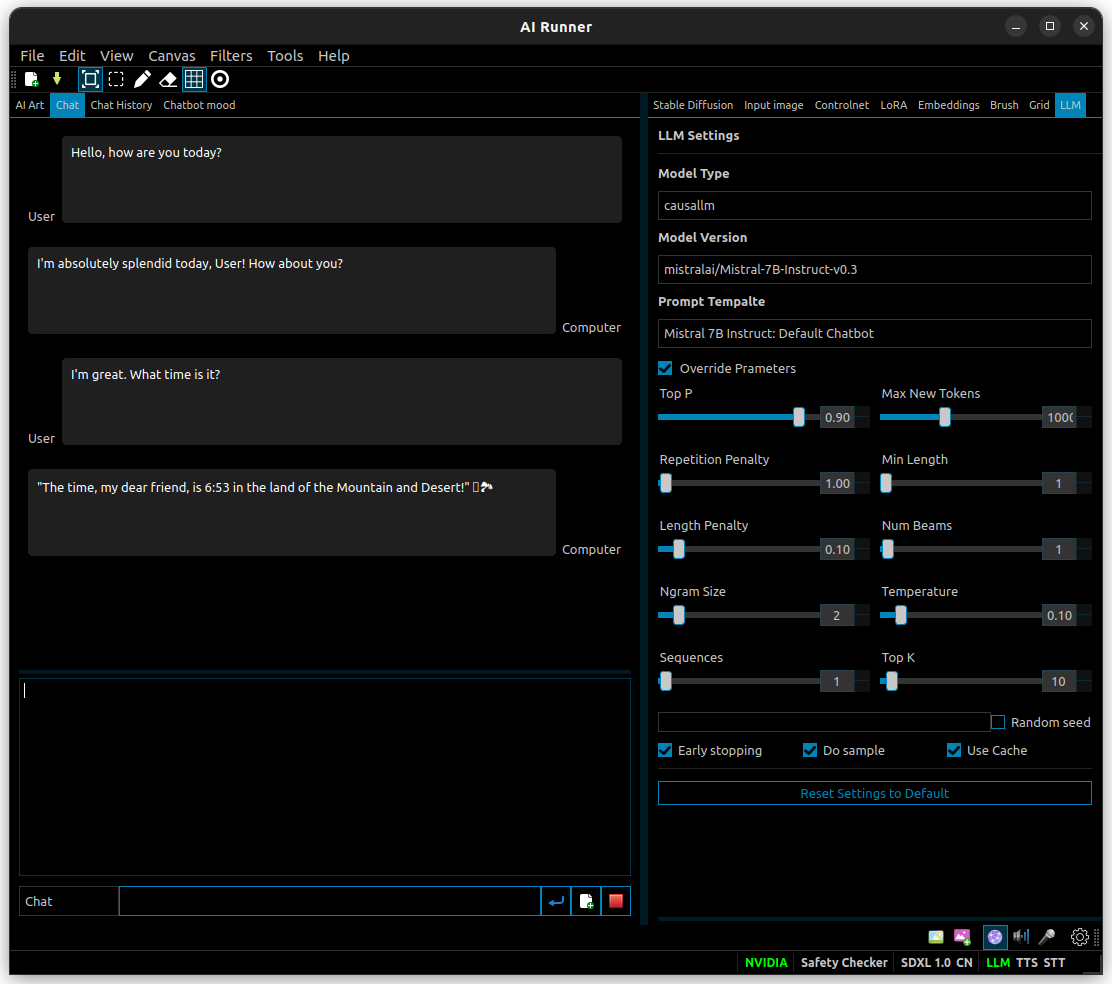 AI Runner
File Edit View Canvas Filters Tools Help
AI Art Chat Chat History Chatbot mood
Hello, how are you today?
User
I'm absolutely splendid today, User! How about you?
Computer
I'm great. What time is it?
User
"The time, my dear friend, is 6:53 in the land of the Mountain and Desert!"
Computer
Chat
Stable Diffusion Input image Controlnet LoRA Embeddings Brush Grid LLM
LLM Settings
Model Type
causallm
Model Version
mistralai/Mistral-7B-Instruct-v0.3
Prompt Tempalte
Mistral 7B Instruct: Default Chatbot
Override Prameters
Top P Max New Tokens
0.90 1000
Repetition Penalty Min Length
1.00 1
Length Penalty Num Beams
0.10 1
Ngram Size Temperature
2 0.10
Sequences Top K
1 10
Random seed
Early stopping Do sample Use Cache
Reset Settings to Default
NVIDIA Safety Checker SDXL 1.0 CN LLM TTS STT